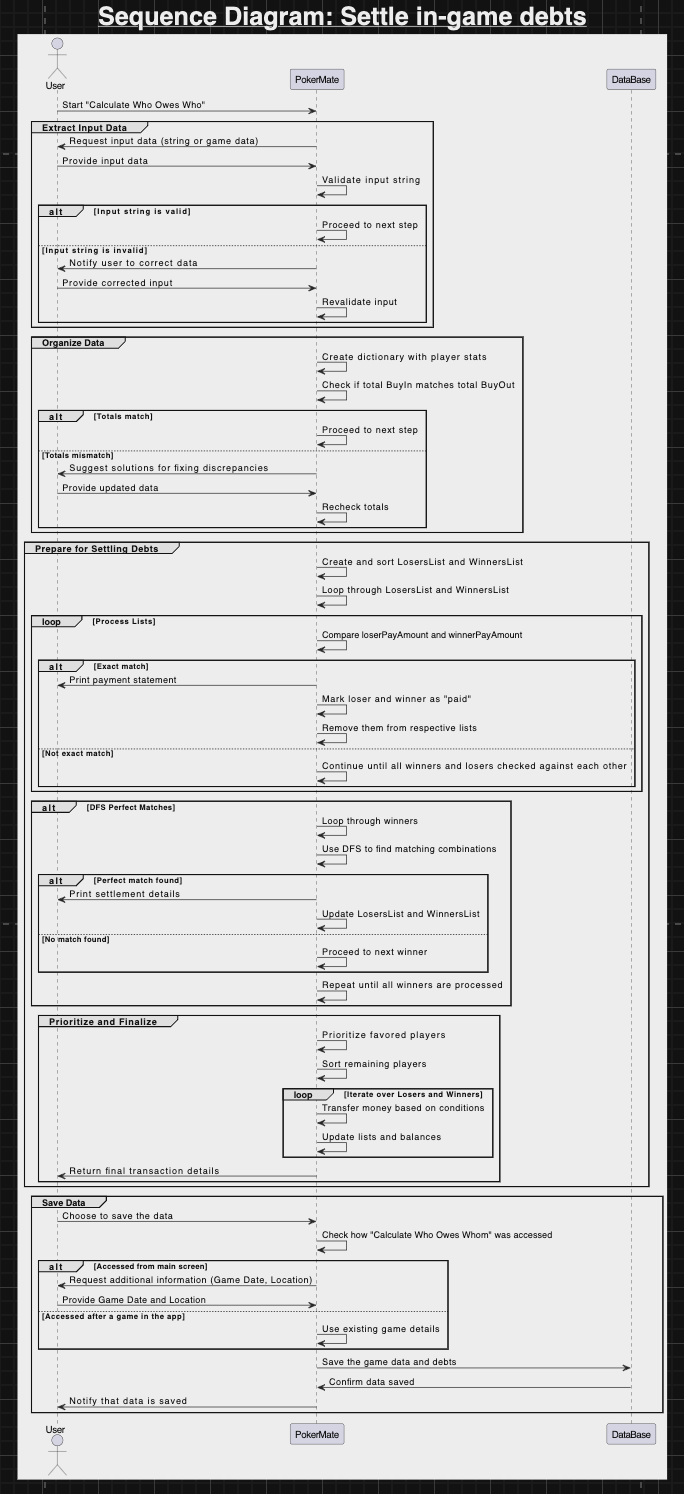 Sequence Diagram: Settle in-game debts
User
PokerMate
DataBase
Start "Calculate Who Owes Who"
Extract Input Data
Request input data (string or game data)
Provide input data
Validate input string
alt [Input string is valid]
Proceed to next step
[Input string is invalid]
Notify user to correct data
Provide corrected input
Revalidate input
Organize Data
Create dictionary with player stats
Check if total BuyIn matches total BuyOut
alt [Totals match]
Proceed to next step
[Totals mismatch]
Suggest solutions for fixing discrepancies
Provide updated data
Recheck totals
Prepare for Settling Debts
Create and sort LosersList and WinnersList
Loop through LosersList and WinnersList
loop [Process Lists]
Compare loserPayAmount and winnerPayAmount
alt [Exact match]
Print payment statement
Mark loser and winner as "paid"
Remove them from respective lists
[Not exact match]
Continue until all winners and losers checked against each other
alt [DFS Perfect Matches]
Loop through winners
Use DFS to find matching combinations
alt [Perfect match found]
Print settlement details
Update LosersList and WinnersList
[No match found]
Proceed to next winner
Repeat until all winners are processed
Prioritize and Finalize
Prioritize favored players
Sort remaining players
loop [Iterate over Losers and Winners]
Transfer money based on conditions
Update lists and balances
Return final transaction details
Save Data
Choose to save the data
Check how "Calculate Who Owes Whom" was accessed
alt [Accessed from main screen]
Request additional information (Game Date, Location)
Provide Game Date and Location
[Accessed after a game in the app]
Use existing game details
Save the game data and debts
Confirm data saved
Notify that data is saved
User
PokerMate
DataBase